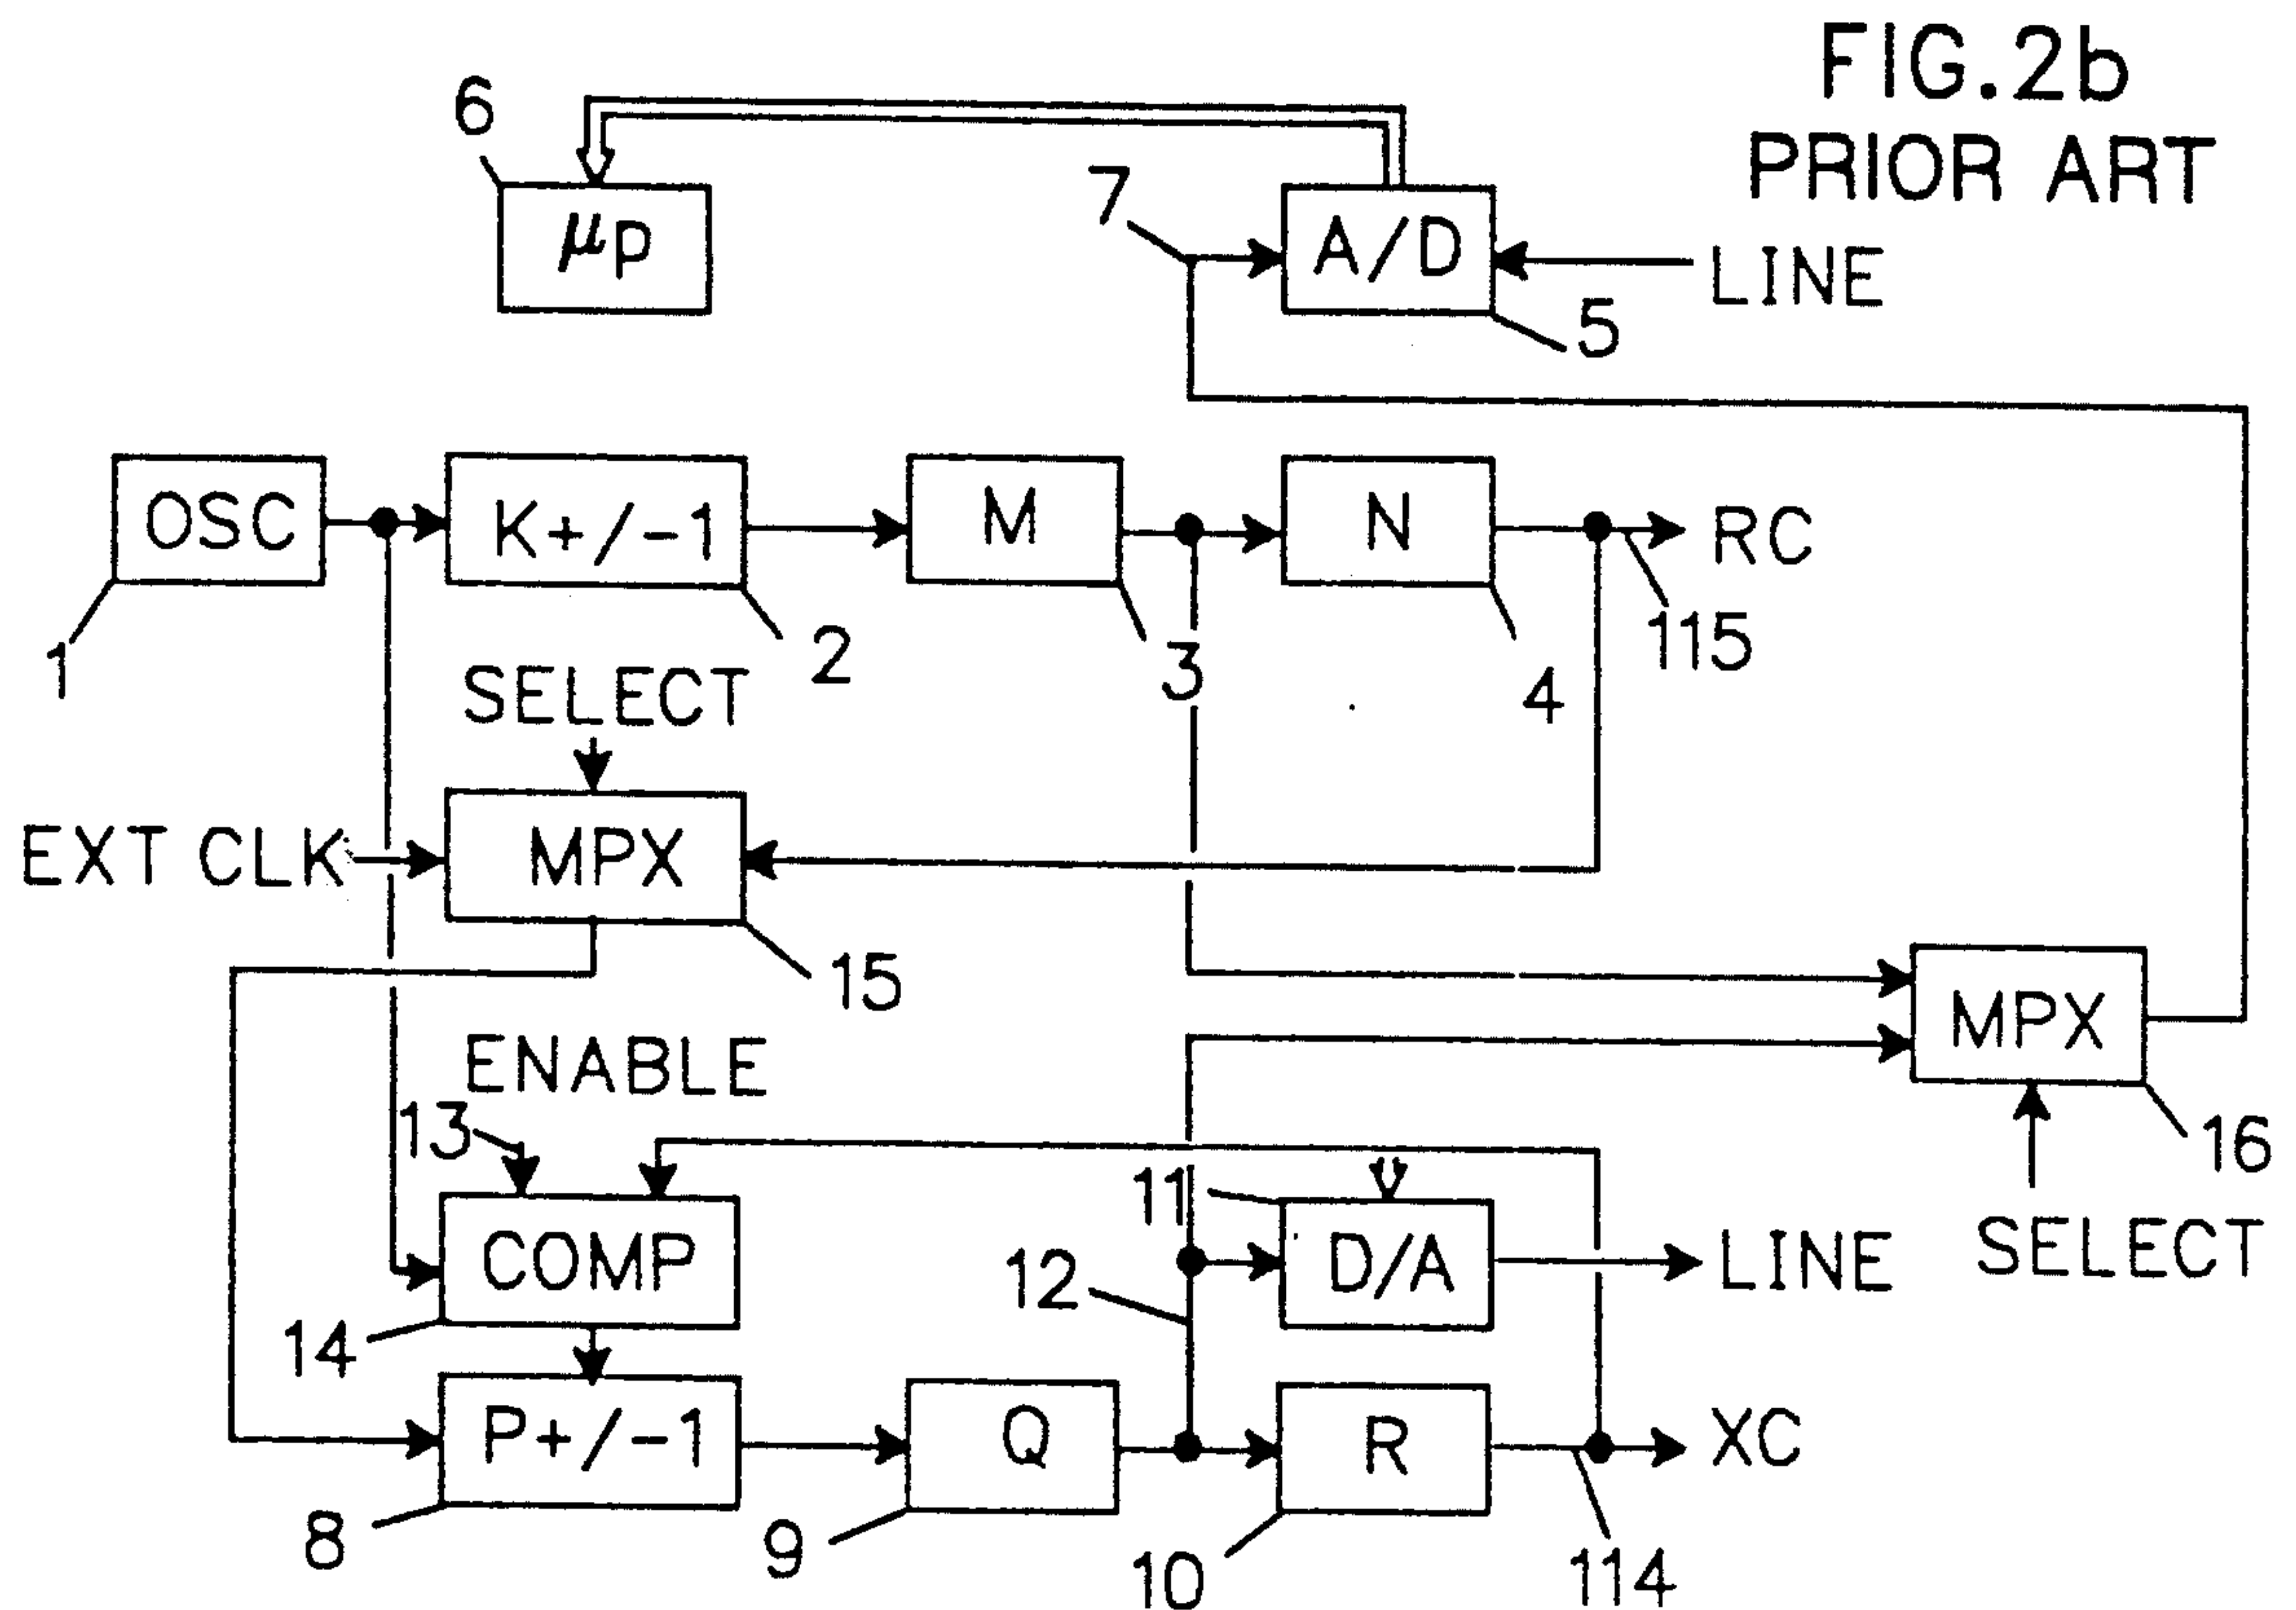 FIG.2b
PRIOR ART
6
μp
7
A/D
LINE
5
OSC
K+/-1
M
N
RC
1
2
3
4
115
SELECT
EXT CLK
MPX
15
MPX
16
SELECT
ENABLE
13
COMP
14
11
D/A
LINE
12
P+/-1
Q
R
XC
8
9
10
114